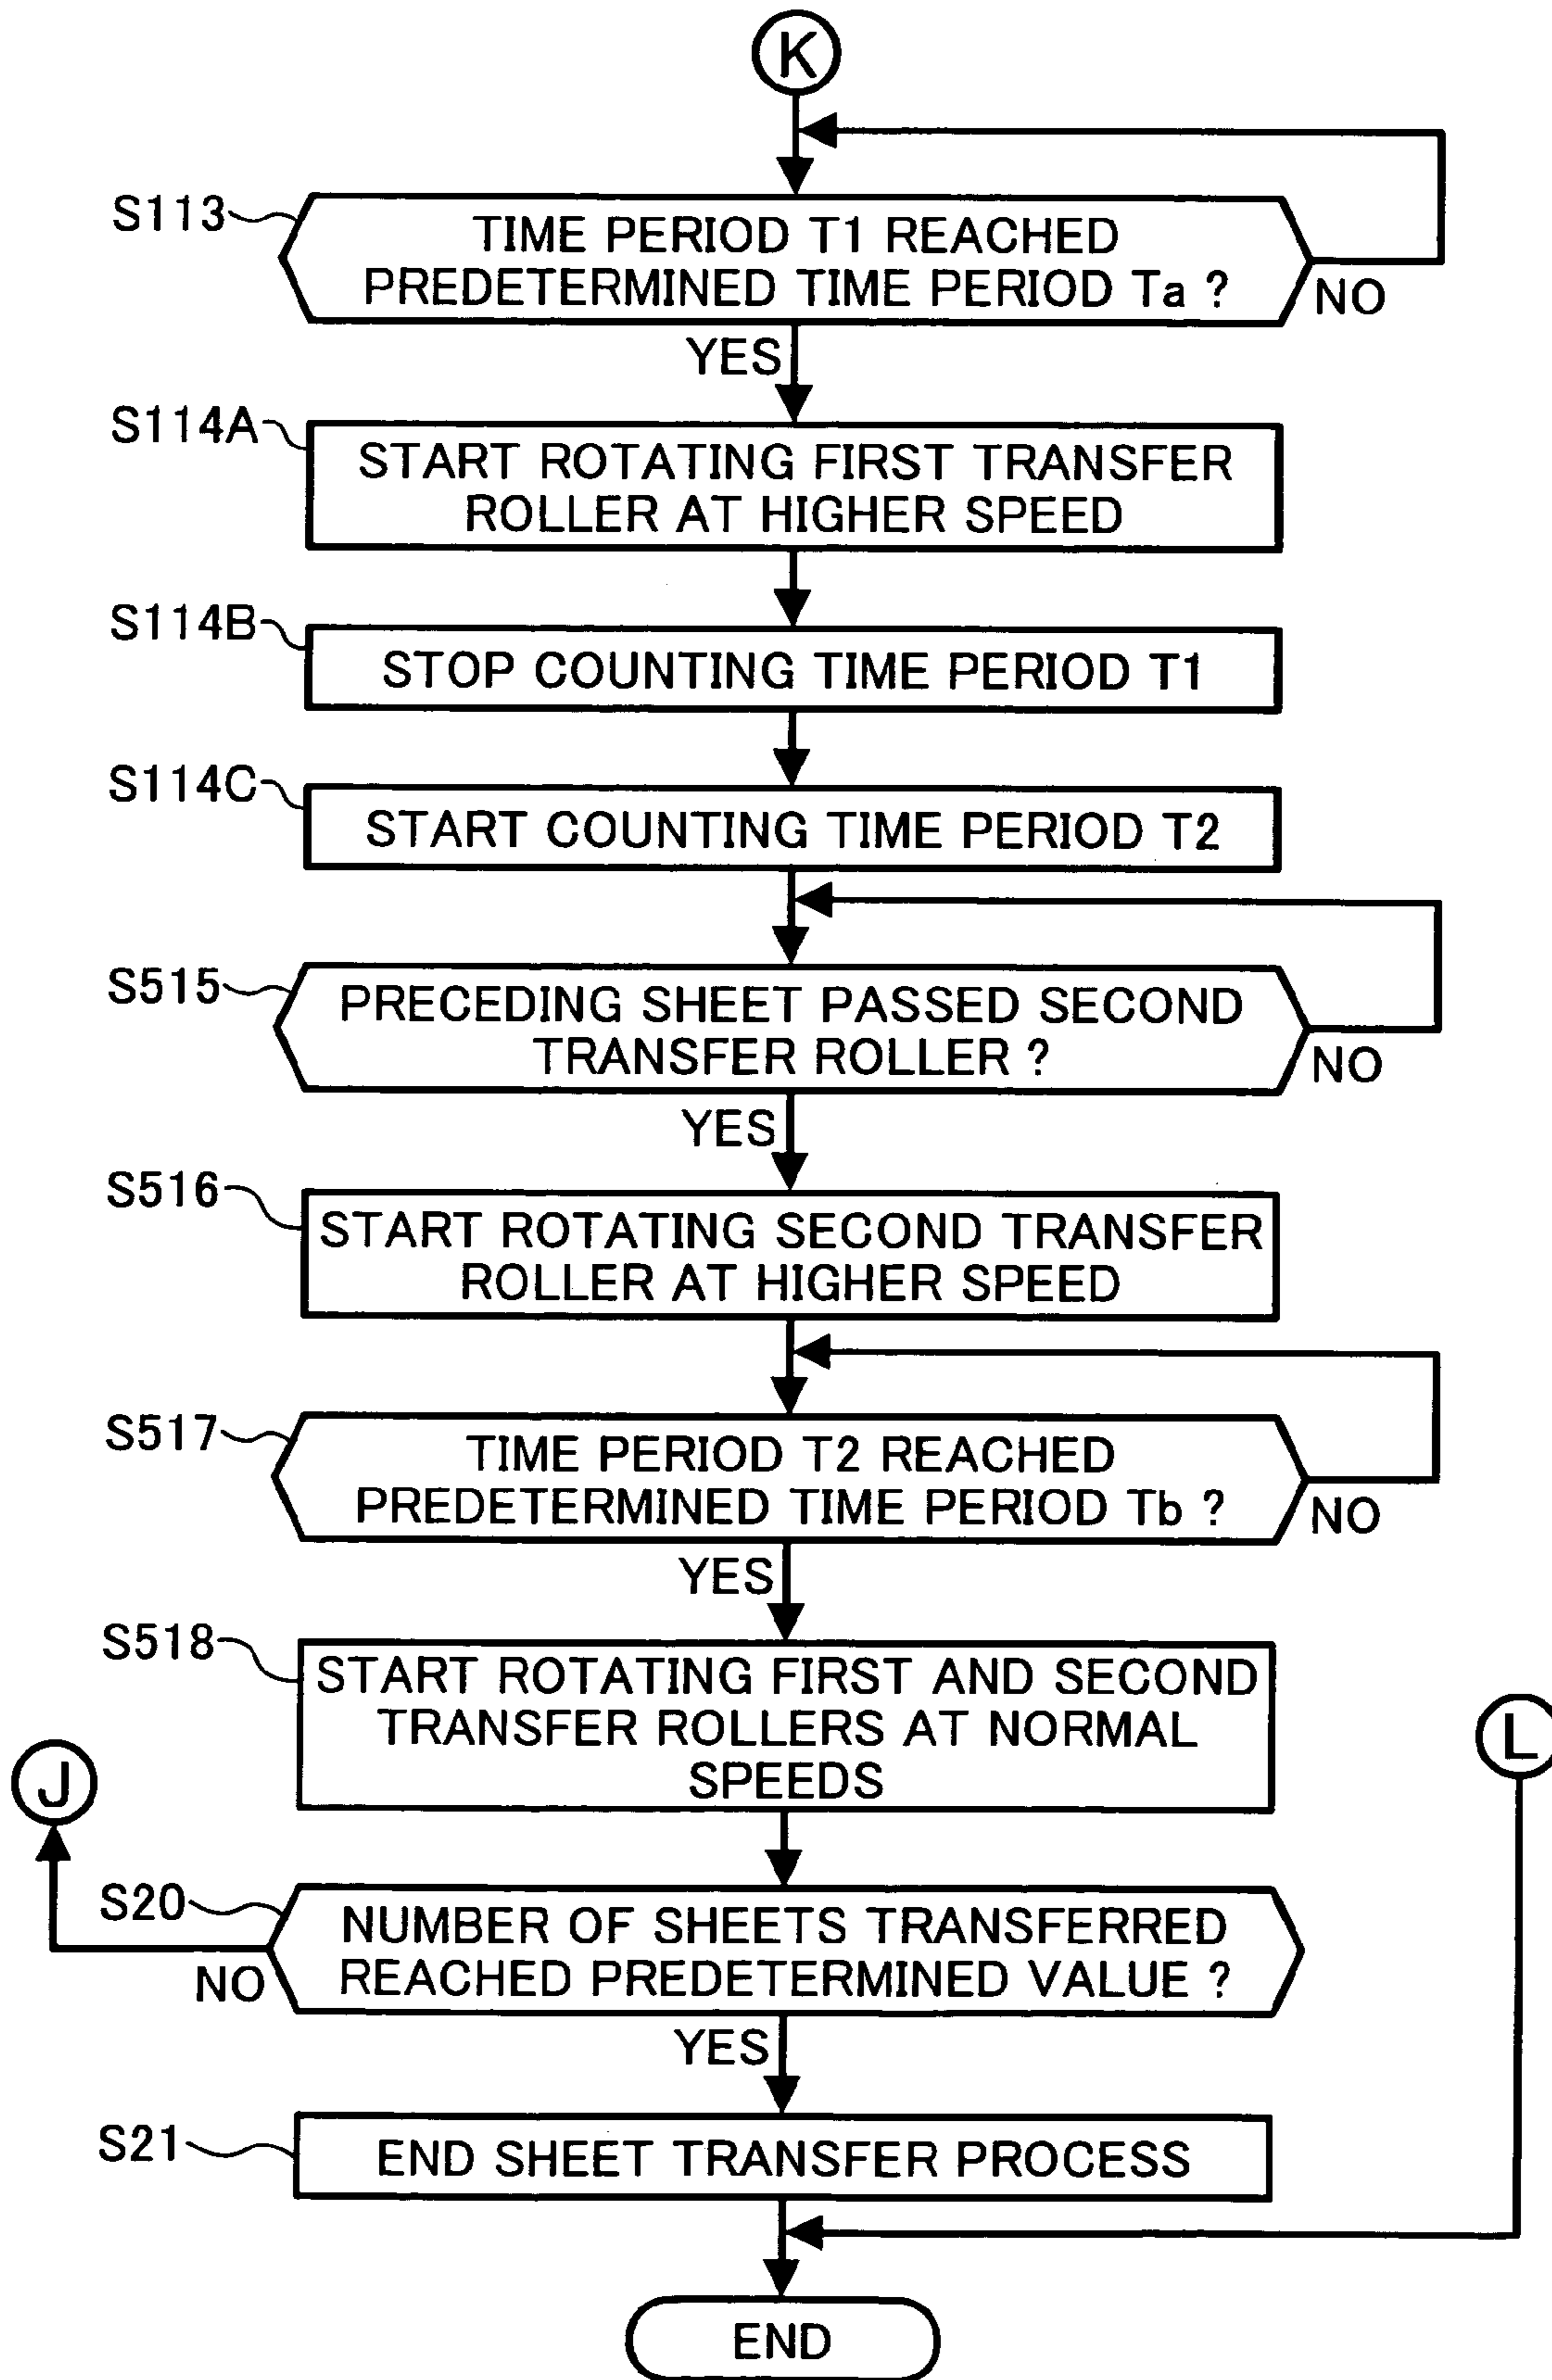 K
S113
TIME PERIOD T1 REACHED
PREDETERMINED TIME PERIOD Ta ?
NO
YES
S114A
START ROTATING FIRST TRANSFER
ROLLER AT HIGHER SPEED
S114B
STOP COUNTING TIME PERIOD T1
S114C
START COUNTING TIME PERIOD T2
S515
PRECEDING SHEET PASSED SECOND
TRANSFER ROLLER ?
NO
YES
S516
START ROTATING SECOND TRANSFER
ROLLER AT HIGHER SPEED
S517
TIME PERIOD T2 REACHED
PREDETERMINED TIME PERIOD Tb ?
NO
YES
S518
START ROTATING FIRST AND SECOND
TRANSFER ROLLERS AT NORMAL
SPEEDS
L
J
S20
NUMBER OF SHEETS TRANSFERRED
REACHED PREDETERMINED VALUE ?
NO
YES
S21
END SHEET TRANSFER PROCESS
END